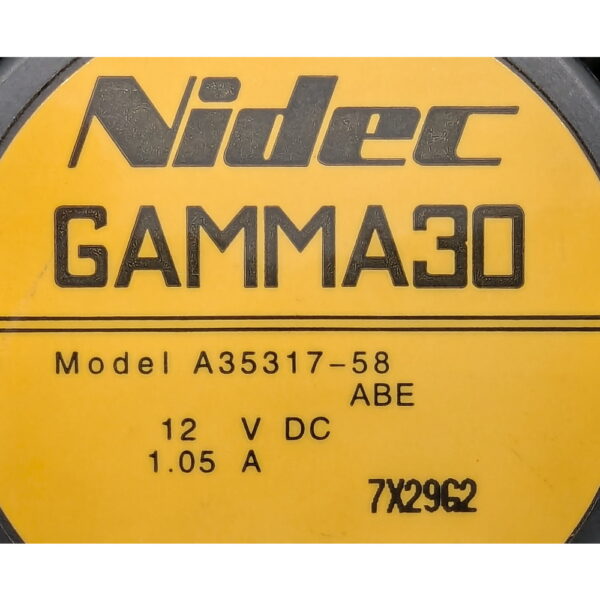 Nidec
GAMMA30
Model A35317-58
ABE
12 V DC
1.05 A
7X29G2